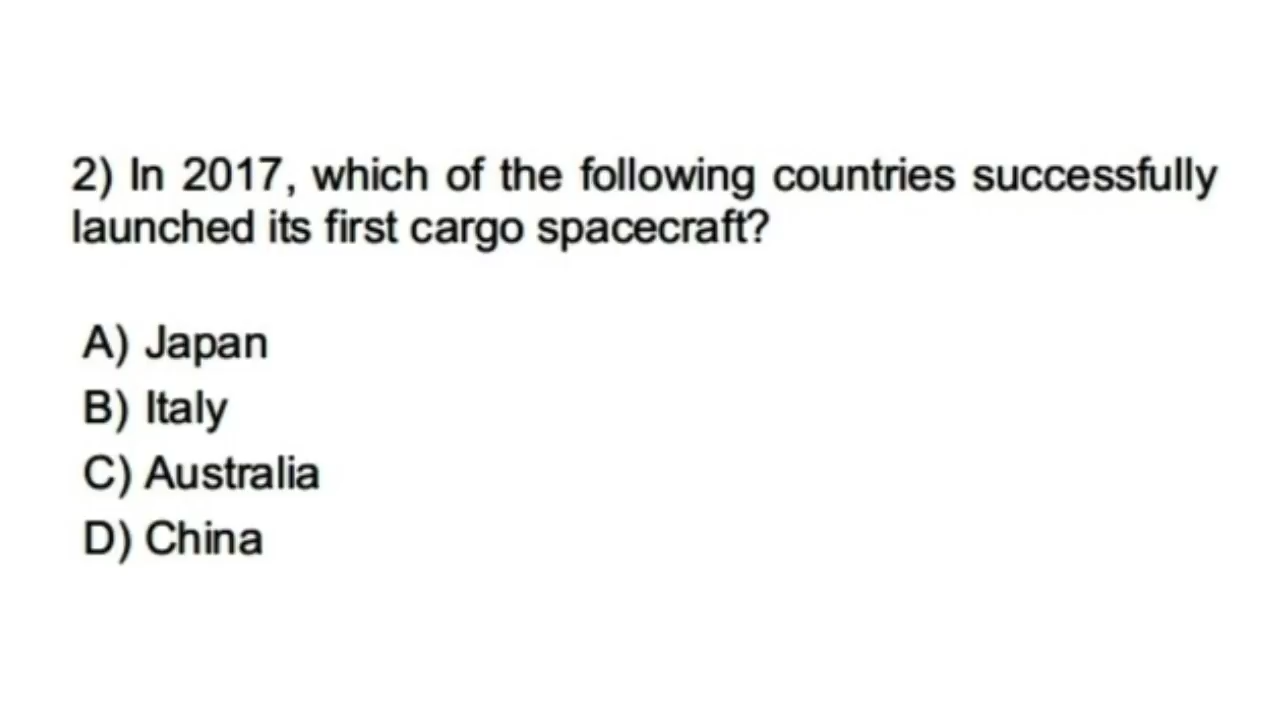 2) In 2017, which of the following countries successfully
launched its first cargo spacecraft?
A) Japan
B) Italy
C) Australia
D) China